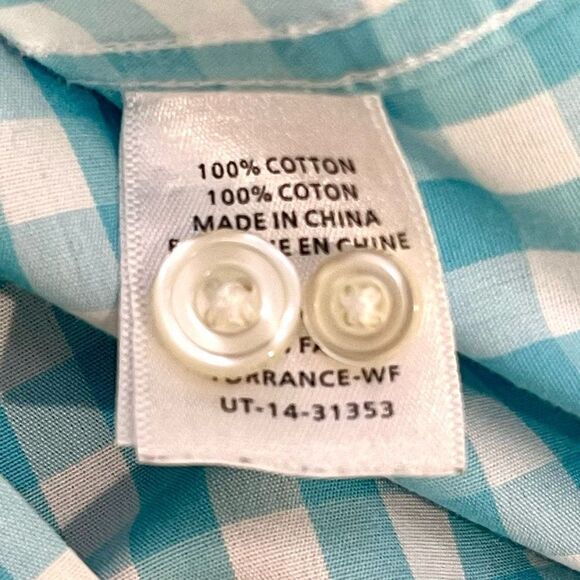 100% COTTON
100% COTON
MADE IN CHINA
EN CHINE
TORRANCE-WF
UT-14-31353